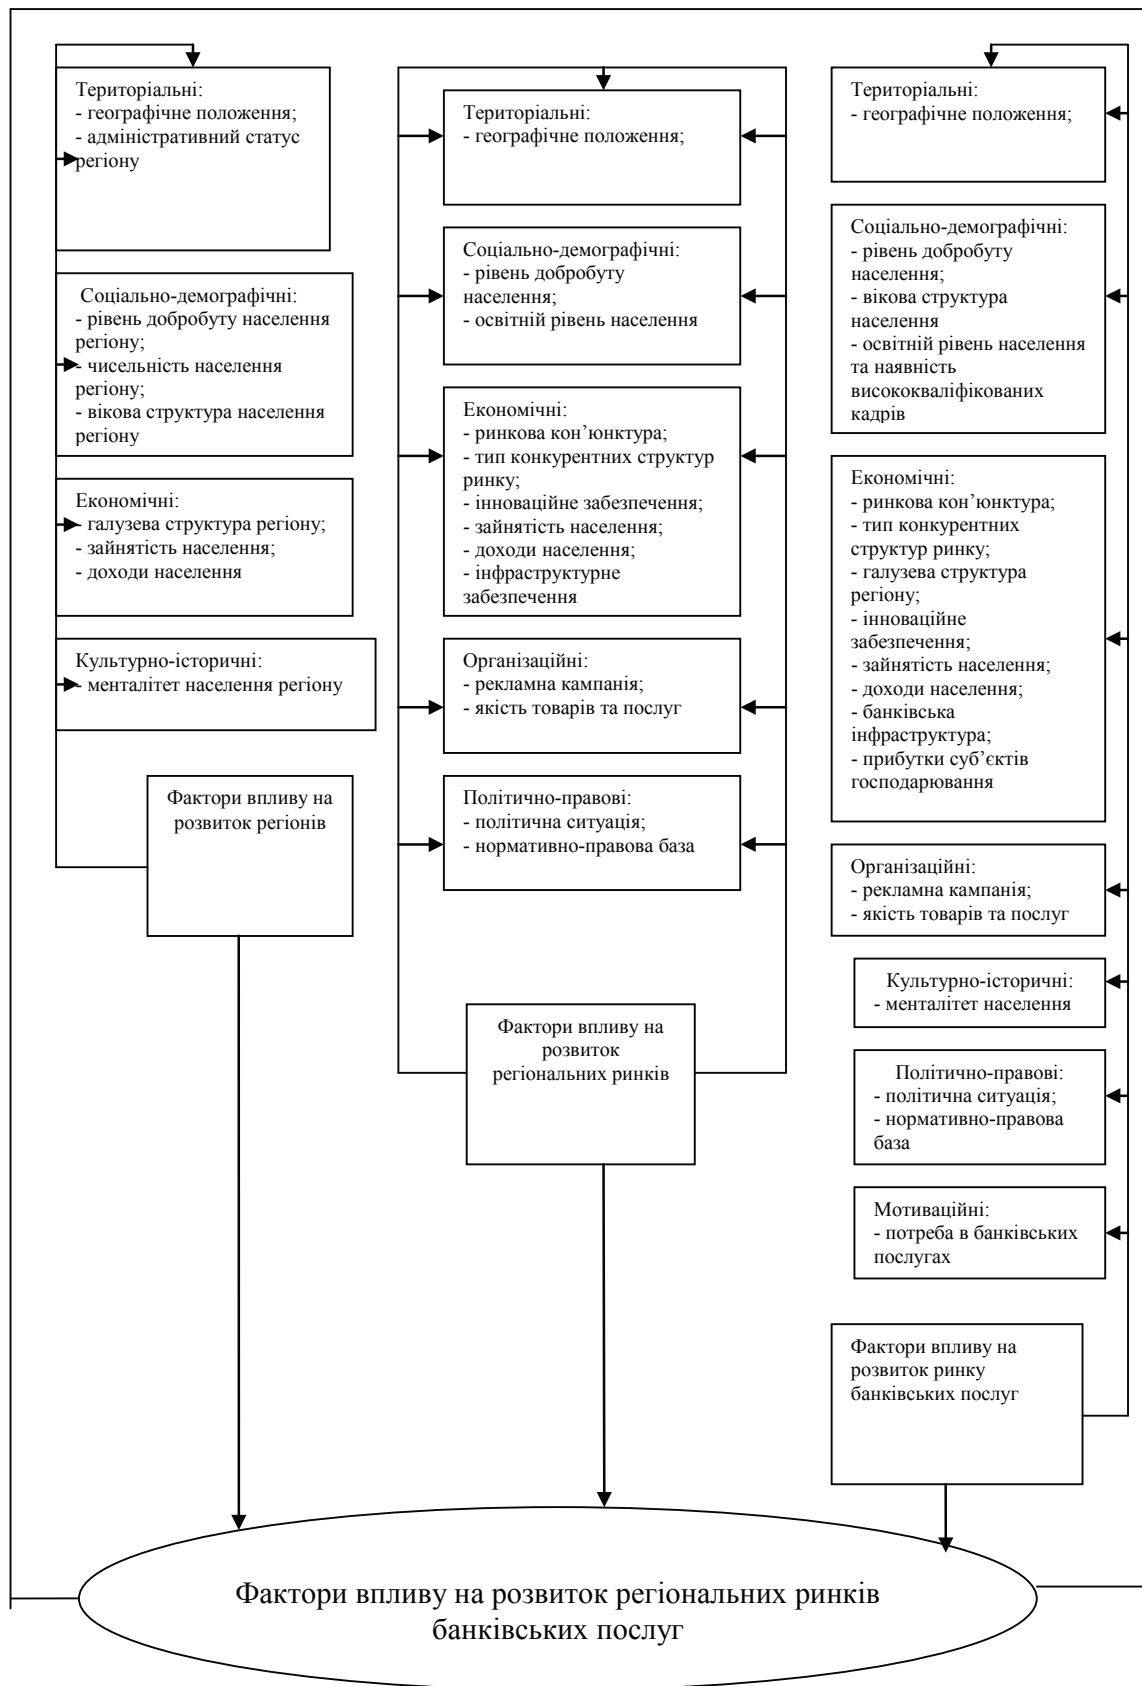 Територіальні:
- географічне положення;
- адміністративний статус
регіону
Соціально-демографічні:
- рівень добробуту населення
регіону;
- чисельність населення
регіону;
- вікова структура населення
регіону
Економічні:
- галузева структура регіону;
- зайнятість населення;
- доходи населення
Культурно-історичні:
- менталітет населення регіону
Фактори впливу на
розвиток регіонів
Територіальні:
- географічне положення;
Соціально-демографічні:
- рівень добробуту
населення;
- освітній рівень населення
Економічні:
- ринкова кон’юнктура;
- тип конкурентних структур
ринку;
- інноваційне забезпечення;
- зайнятість населення;
- доходи населення;
- інфраструктурне
забезпечення
Організаційні:
- рекламна кампанія;
- якість товарів та послуг
Політично-правові:
- політична ситуація;
- нормативно-правова база
Фактори впливу на
розвиток
регіональних ринків
Територіальні:
- географічне положення;
Соціально-демографічні:
- рівень добробуту
населення;
- вікова структура
населення
- освітній рівень населення
та наявність
висококваліфікованих
кадрів
Економічні:
- ринкова кон’юнктура;
- тип конкурентних
структур ринку;
- галузева структура
регіону;
- інноваційне
забезпечення;
- зайнятість населення;
- доходи населення;
- банківська
інфраструктура;
- прибутки суб’єктів
господарювання
Організаційні:
- рекламна кампанія;
- якість товарів та послуг
Культурно-історичні:
- менталітет населення
Політично-правові:
- політична ситуація;
- нормативно-правова
база
Мотиваційні:
- потреба в банківських
послугах
Фактори впливу на
розвиток ринку
банківських послуг
Фактори впливу на розвиток регіональних ринків
банківських послуг